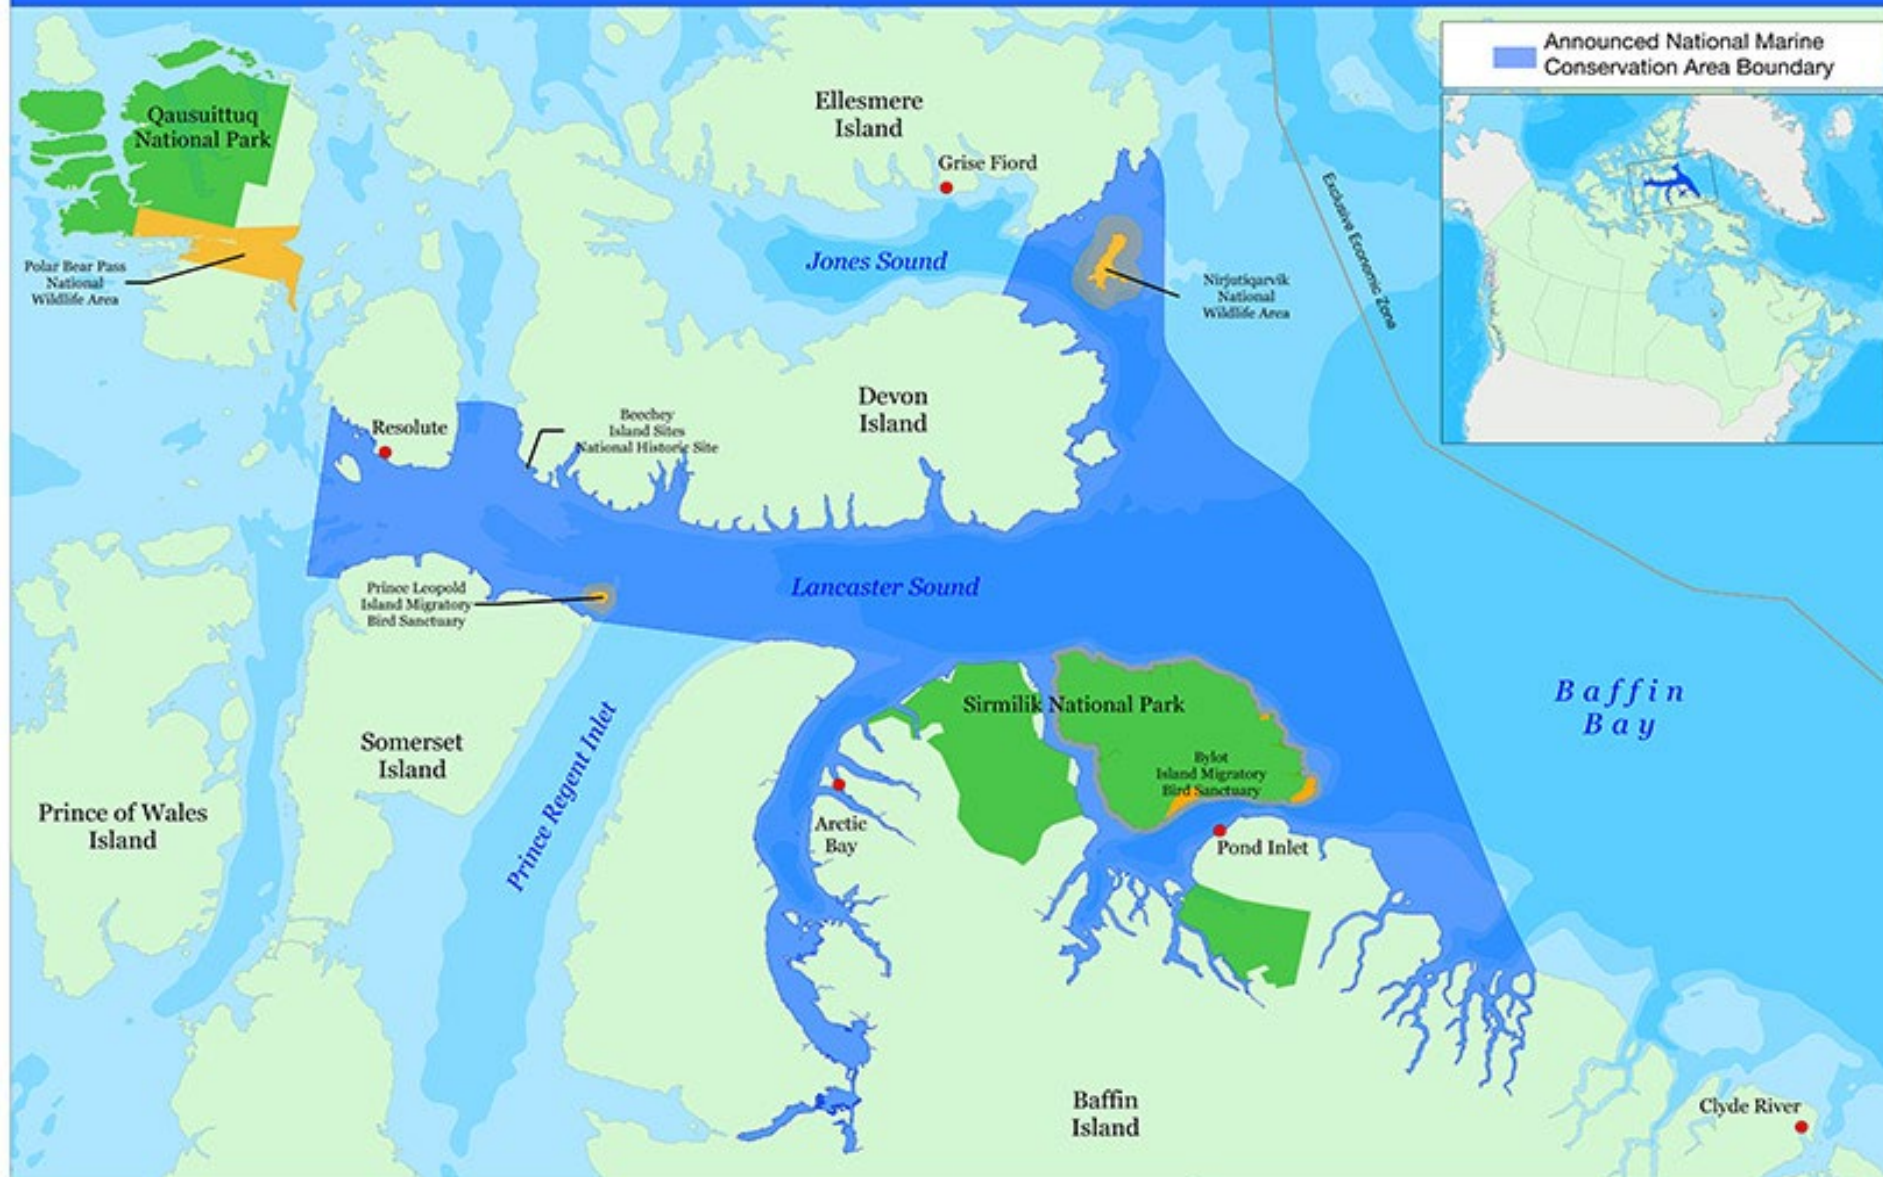 Announced National Marine
Conservation Area Boundary
Qausuittuq
National Park
Ellesmere
Island
Grise Fiord
Exclusive Economic Zone
Jones Sound
Polar Bear Pass
National
Wildlife Area
Nirjutiqarvik
National
Wildlife Area
Devon
Island
Resolute
Beechey
Island Sites
National Historic Site
Lancaster Sound
Prince Leopold
Island Migratory
Bird Sanctuary
Baffin
Bay
Sirmilik National Park
Somerset
Island
Prince Regent Inlet
Bylot
Island Migratory
Bird Sanctuary
Prince of Wales
Island
Arctic
Bay
Pond Inlet
Baffin
Island
Clyde River